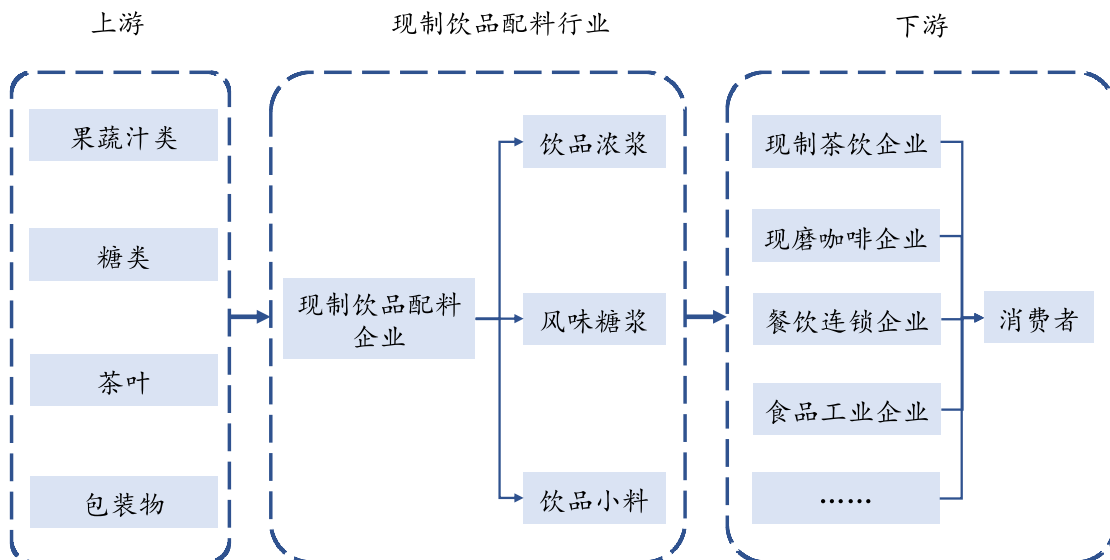 上游
现制饮品配料行业
下游
果蔬汁类
糖类
茶叶
包装物
现制饮品配料
企业
饮品浓浆
风味糖浆
饮品小料
现制茶饮企业
现磨咖啡企业
餐饮连锁企业
食品工业企业
……
消费者